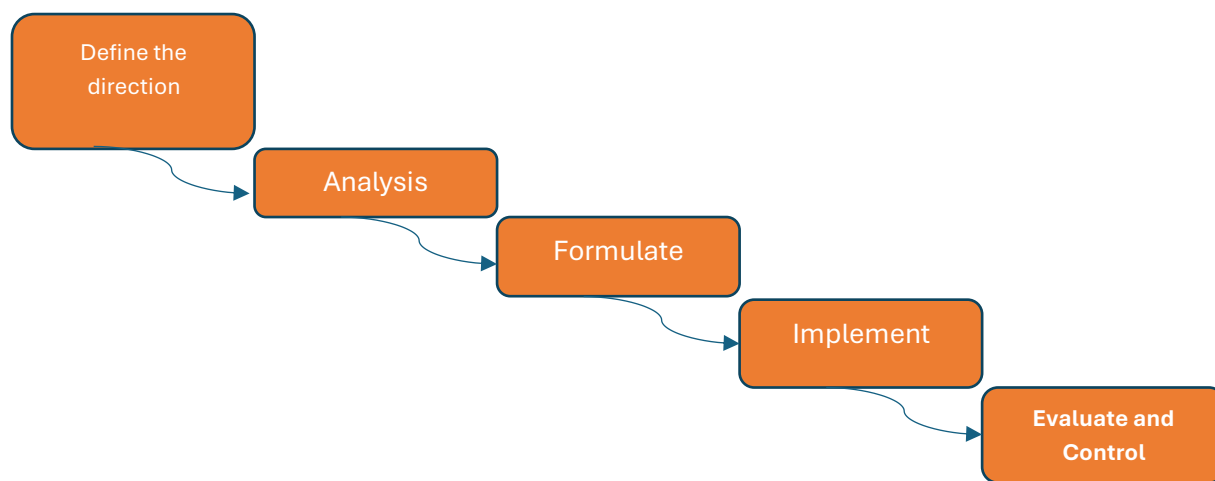 Define the
direction
Analysis
Formulate
Implement
Evaluate and
Control